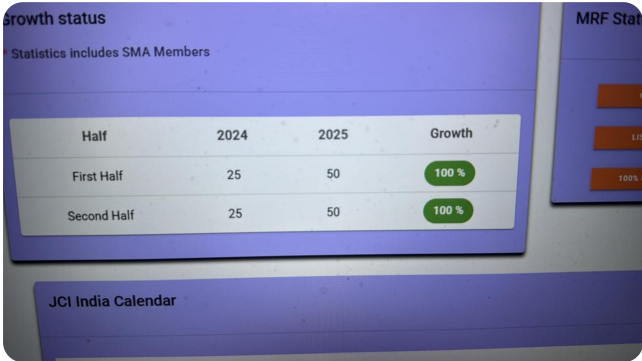 Growth status
MRF Stat
* Statistics includes SMA Members
Half 2024 2025 Growth
First Half 25 50 100 %
Second Half 25 50 100 %
LIS
100%
JCI India Calendar